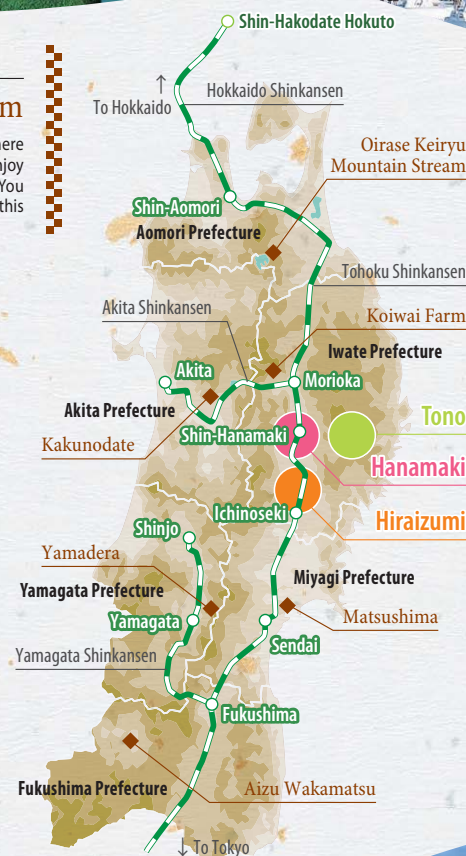 Shin-Hakodate Hokuto
↑
To Hokkaido
Hokkaido Shinkansen
m
here
njoy
You
this
Oirase Keiryu
Mountain Stream
Shin-Aomori
Aomori Prefecture
Tohoku Shinkansen
Akita Shinkansen
Koiwai Farm
Iwate Prefecture
Akita
Morioka
Akita Prefecture
Kakunodate
Shin-Hanamaki
Tono
Hanamaki
Ichinoseki
Hiraizumi
Shinjo
Yamadera
Yamagata Prefecture
Miyagi Prefecture
Matsushima
Yamagata
Sendai
Yamagata Shinkansen
Fukushima
Fukushima Prefecture
Aizu Wakamatsu
↓ To Tokyo